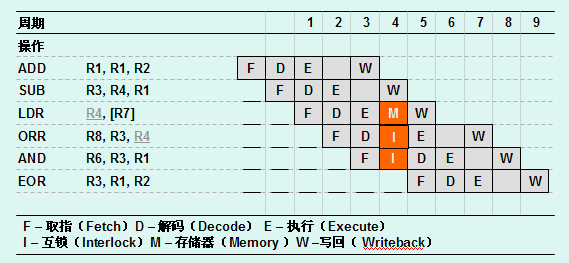 周期 1 2 3 4 5 6 7 8 9
操作
ADD R1, R1, R2 F D E W
SUB R3, R4, R1 F D E W
LDR R4, [R7] F D E M W
ORR R8, R3, R4 F D I E W
AND R6, R3, R1 F I D E W
EOR R3, R1, R2 F D E W
F – 取指（Fetch）D – 解码（Decode） E – 执行（Execute）
I – 互锁（Interlock）M – 存储器（Memory ）W –写回（ Writeback）